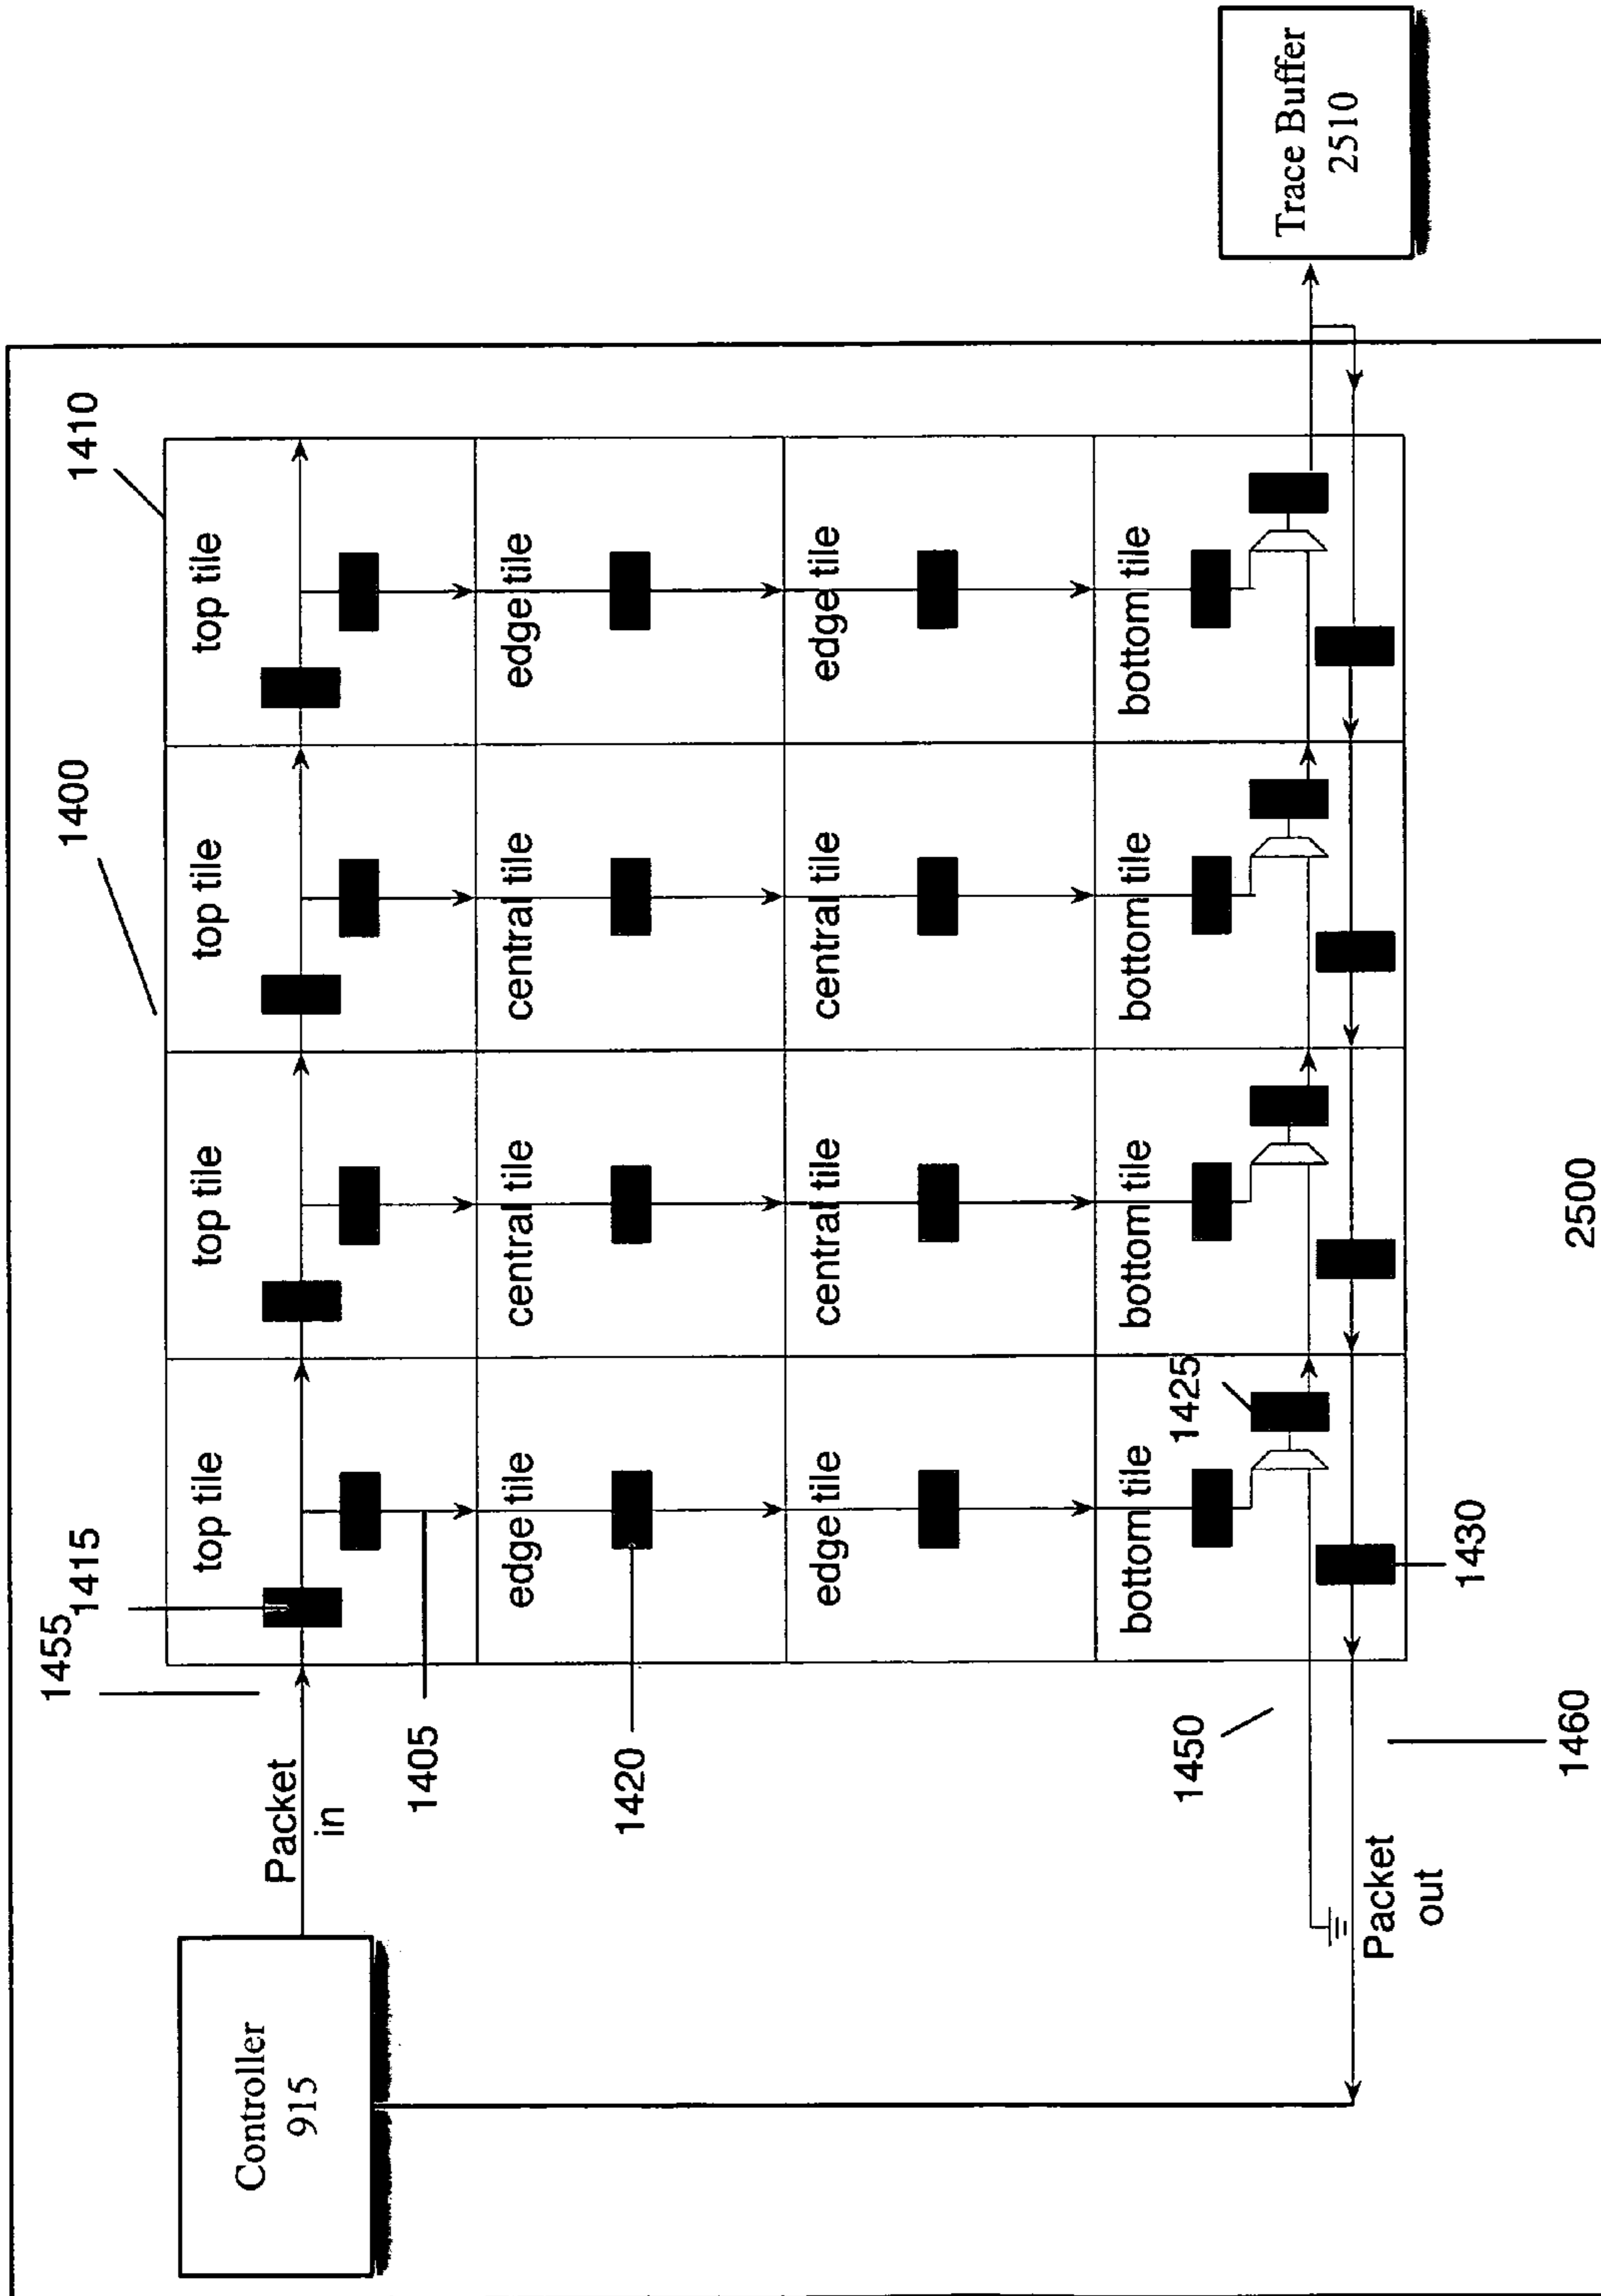 1455
1415
1400
1410
Controller
915
Packet
in
top tile
top tile
top tile
top tile
1405
edge tile
central tile
central tile
edge tile
1420
edge tile
central tile
central tile
edge tile
bottom tile
bottom tile
bottom tile
bottom tile
1425
1450
Trace Buffer
2510
Packet
out
1460
1430
2500